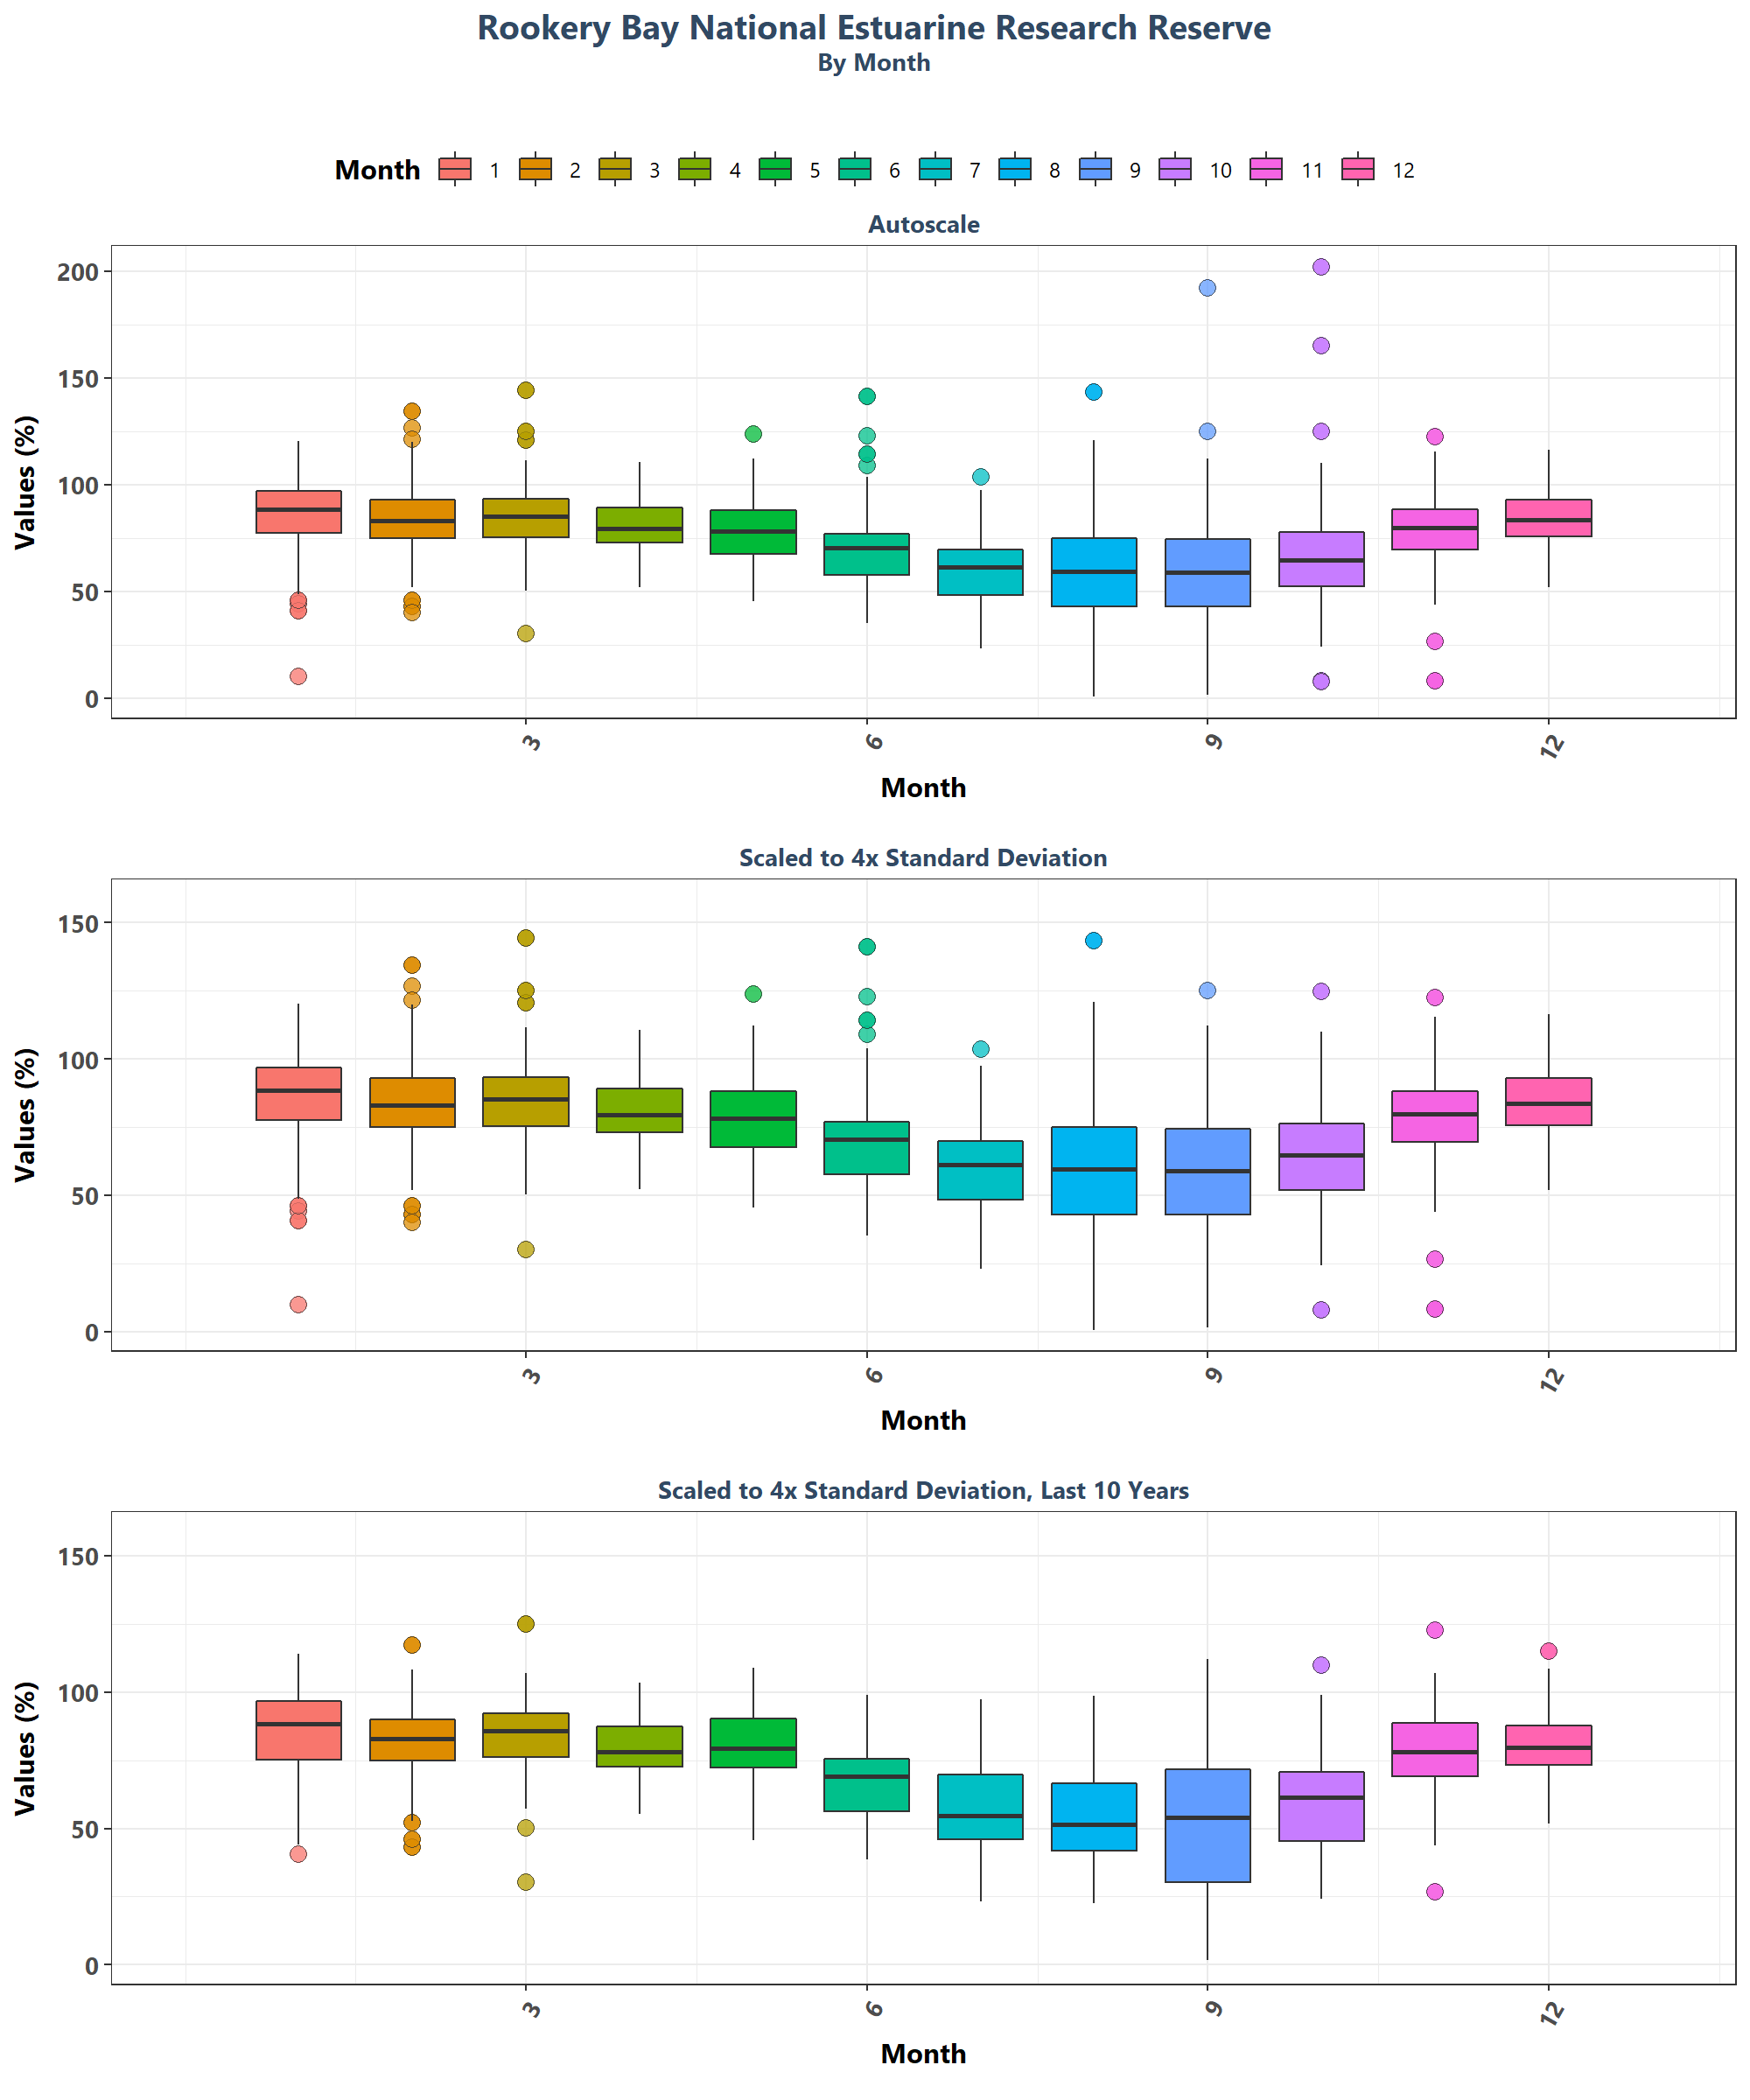 Rookery Bay National Estuarine Research Reserve
By Month
Month 1 2 3 4 5 6 7 8 9 10 11 12
Autoscale
Values (%)
200
150
100
50
0
3 6 9 12
Month
Scaled to 4x Standard Deviation
Values (%)
150
100
50
0
3 6 9 12
Month
Scaled to 4x Standard Deviation, Last 10 Years
Values (%)
150
100
50
0
3 6 9 12
Month